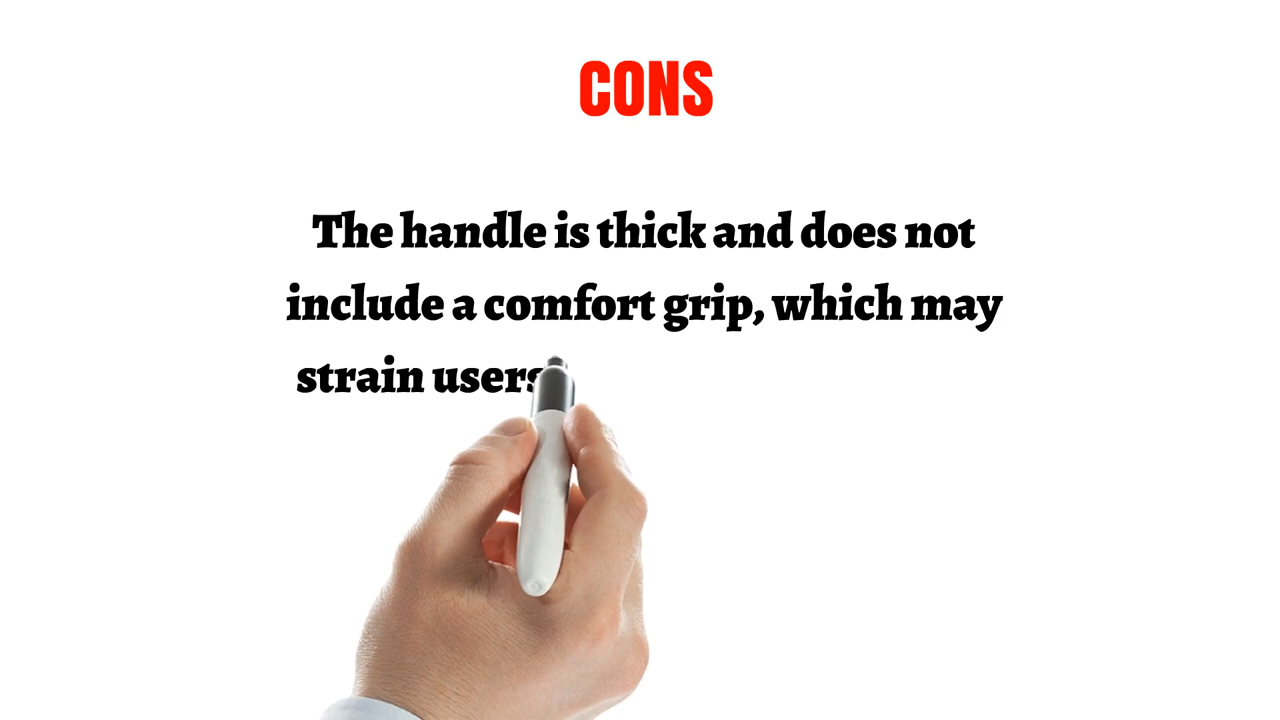 CONS
The handle is thick and does not
include a comfort grip, which may
strain users